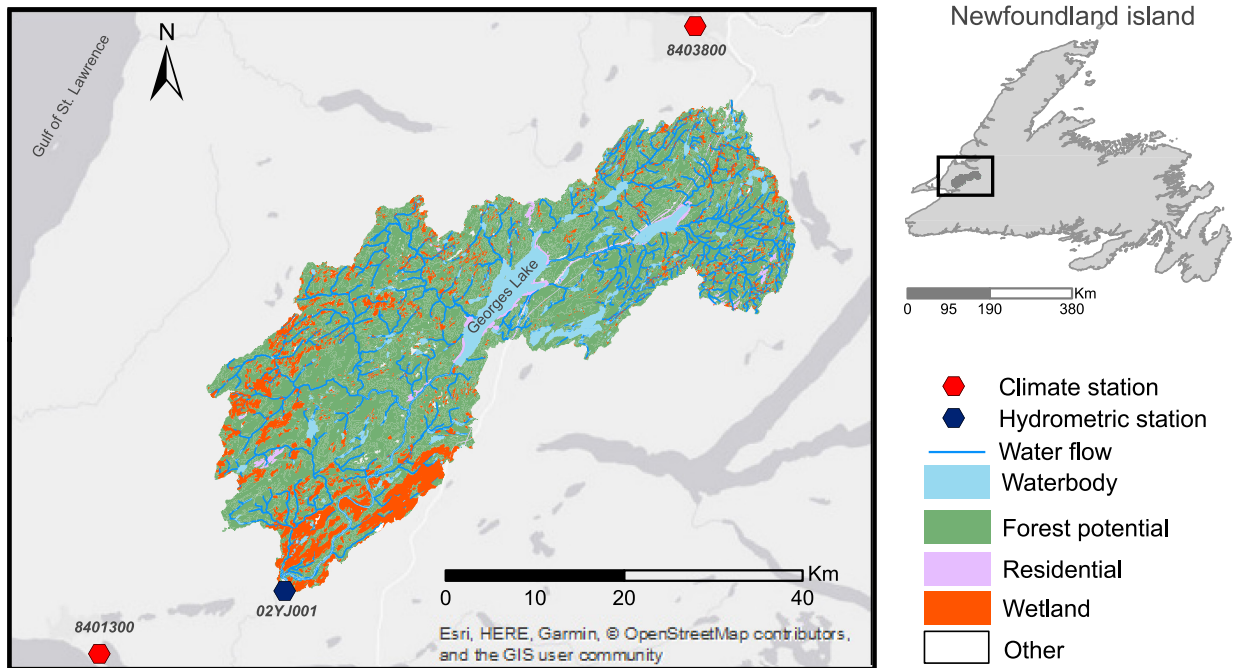 Newfoundland island
N
8403800
Gulf of St. Lawrence
Georges Lake
Km
0 95 190 380
Climate station
Hydrometric station
Water flow
Waterbody
Forest potential
Residential
Wetland
Other
Km
0 10 20 40
02YJ001
8401300
Esri, HERE, Garmin, © OpenStreetMap contributors,
and the GIS user community